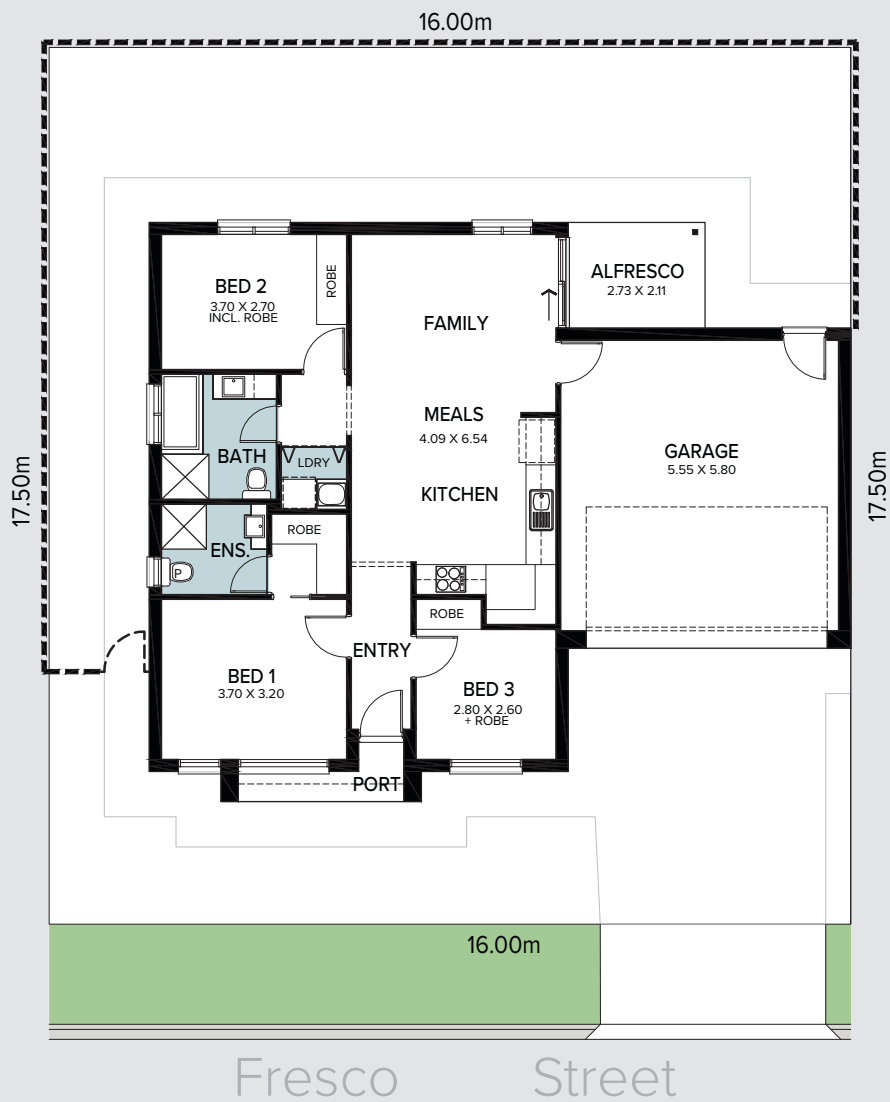 16.00m
BED 2
3.70 X 2.70
INCL. ROBE
ROBE
ALFRESCO
2.73 X 2.11
FAMILY
MEALS
4.09 X 6.54
KITCHEN
GARAGE
5.55 X 5.80
17.50m
17.50m
BATH
LDRY
ROBE
ENS.
P
ROBE
ENTRY
BED 1
3.70 X 3.20
BED 3
2.80 X 2.60
+ ROBE
PORT
16.00m
Fresco Street